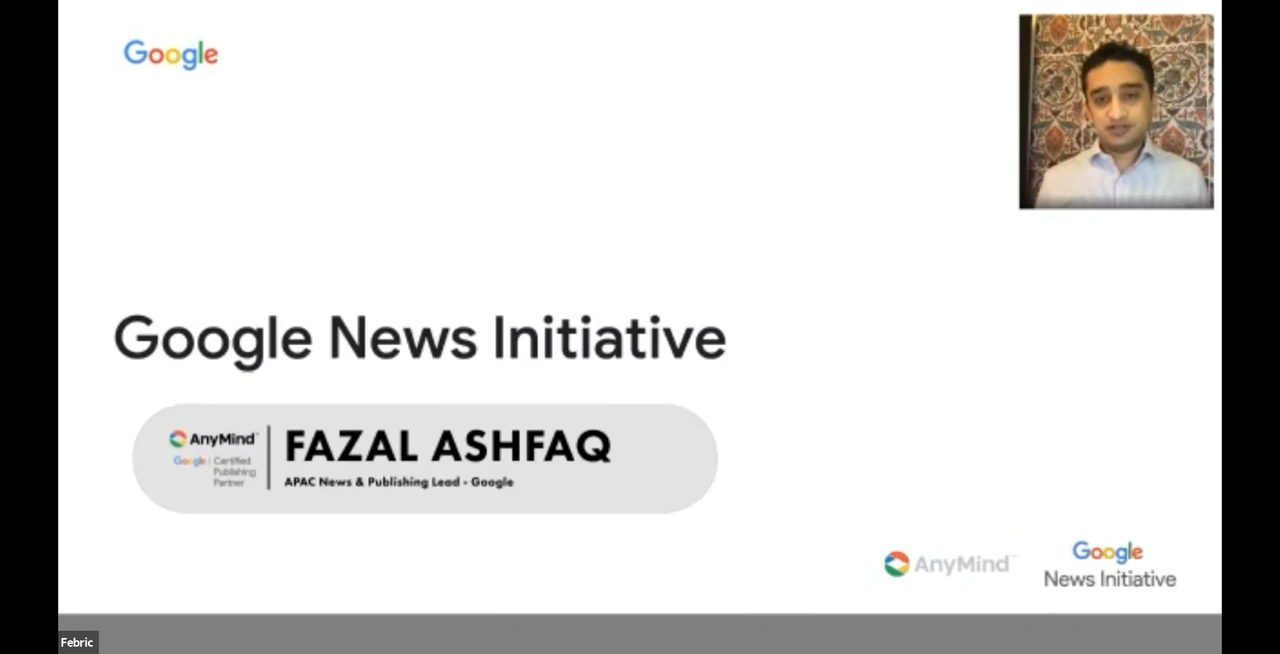 Google
Google News Initiative
AnyMind
Google | Certified
Publishing
Partner
FAZAL ASHFAQ
APAC News & Publishing Lead - Google
AnyMind
Google
News Initiative
Febric